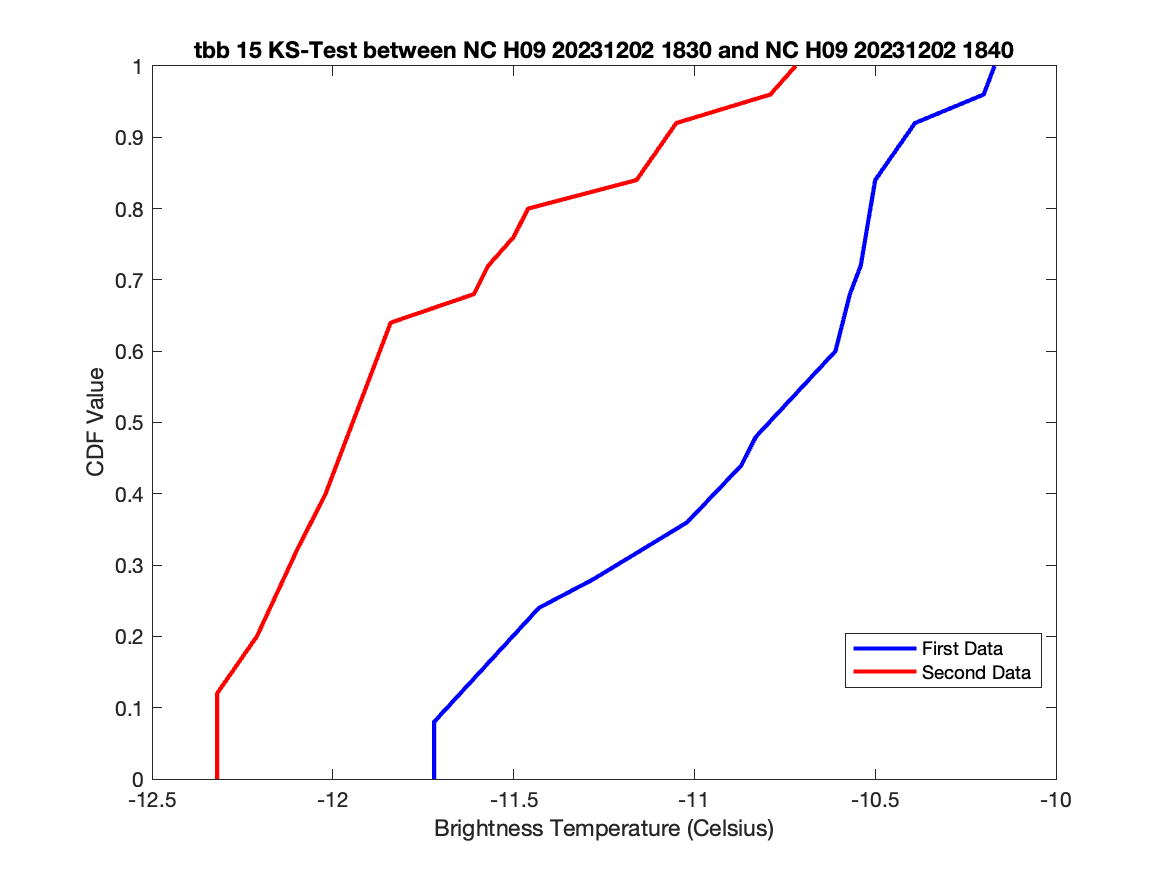 tbb 15 KS-Test between NC H09 20231202 1830 and NC H09 20231202 1840
1
0.9
0.8
0.7
0.6
0.5
0.4
0.3
0.2
0.1
0
CDF Value
First Data
Second Data
-12.5 -12 -11.5 -11 -10.5 -10
Brightness Temperature (Celsius)